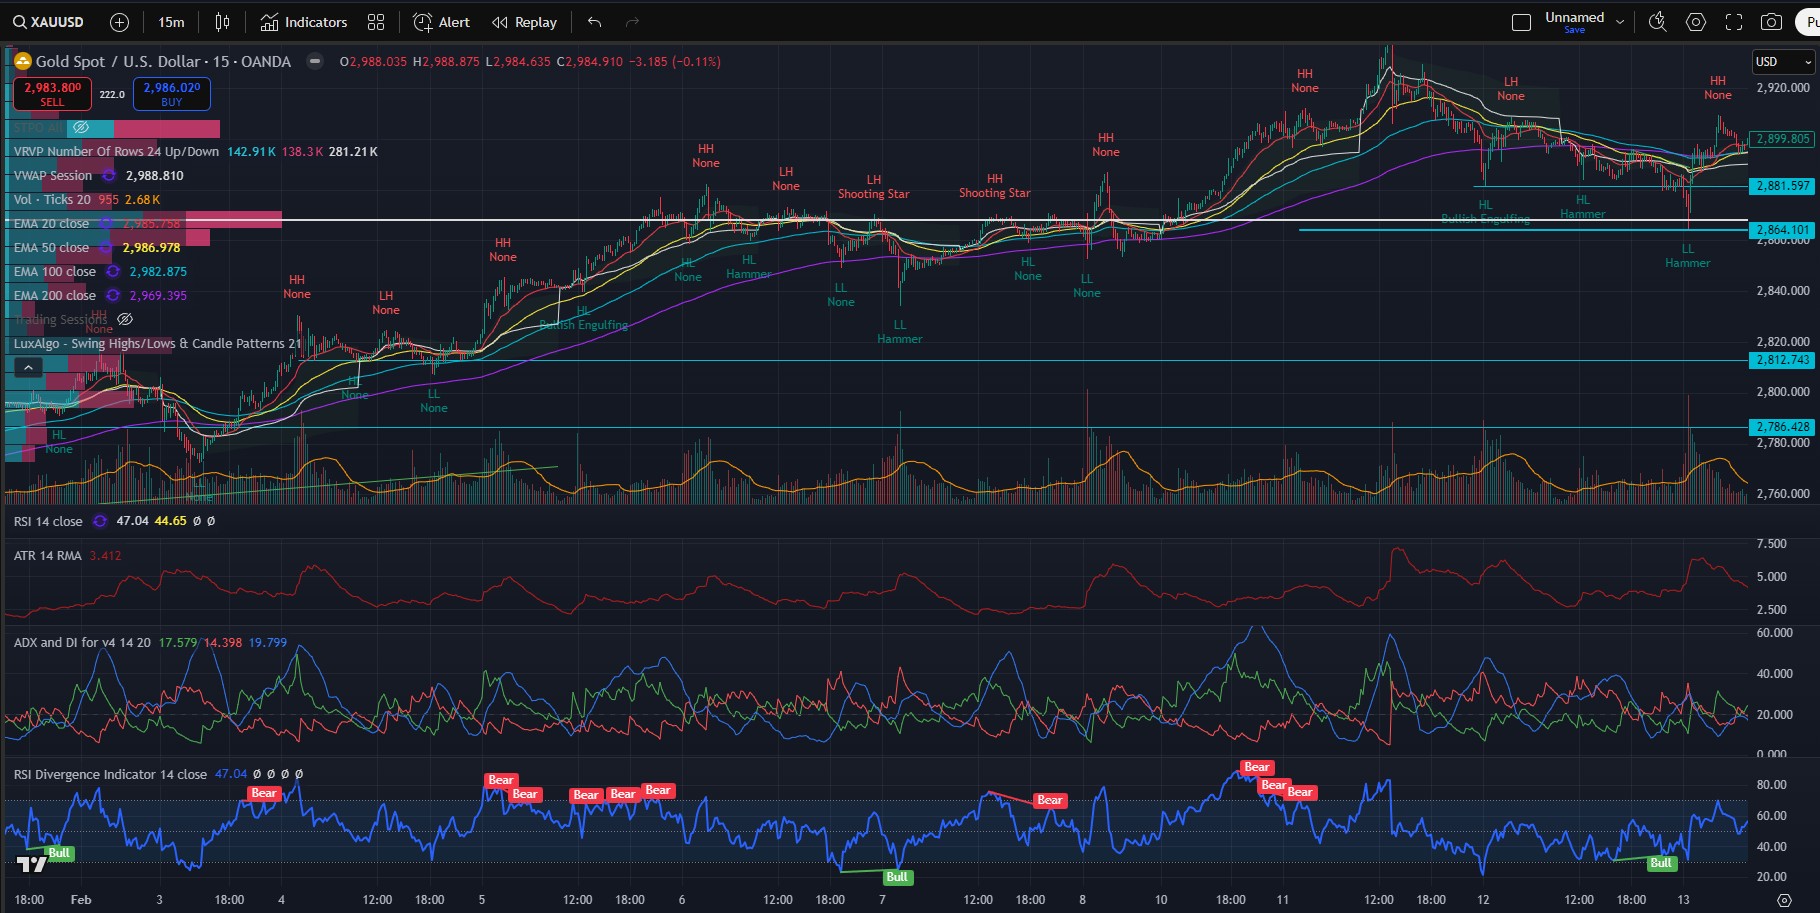 XAUUSD 15m Indicators Alert Replay Unnamed Save Pu
Gold Spot / U.S. Dollar · 15 · OANDA O2,988.035 H2,988.875 L2,984.635 C2,984.910 −3.185 (−0.11%) USD
2,983.800 SELL 222.0 2,986.020 BUY
STPO All
VRVP Number Of Rows 24 Up/Down 142.91 K 138.3 K 281.21 K
VWAP Session 2,988.810
Vol · Ticks 20 955 2.68 K
EMA 20 close 2,985.758
EMA 50 close 2,986.978
EMA 100 close 2,982.875
EMA 200 close 2,969.395
Trading Sessions
LuxAlgo - Swing Highs/Lows & Candle Patterns 21
HH None
HL None
LL None
HH None
HL None
LH None
LL None
HH None
HL Bullish Engulfing
HL None
HH None
HL Hammer
LH None
LL None
LH Shooting Star
LL Hammer
HH Shooting Star
HL None
LL None
HH None
HH None
HL Bullish Engulfing
LH None
HL Hammer
LL Hammer
HH None
2,920.000
2,899.805
2,881.597
2,864.101
2,860.000
2,840.000
2,820.000
2,812.743
2,800.000
2,786.428
2,780.000
2,760.000
RSI 14 close 47.04 44.65 Ø Ø
ATR 14 RMA 3.412
7.500
5.000
2.500
ADX and DI for v4 14 20 17.579 14.398 19.799
60.000
40.000
20.000
0.000
RSI Divergence Indicator 14 close 47.04 Ø Ø Ø Ø
Bull Bear Bear Bear Bear Bear Bear Bull Bear Bear Bear Bear Bull
80.00
60.00
40.00
20.00
18:00 Feb 3 18:00 4 12:00 18:00 5 12:00 18:00 6 12:00 18:00 7 12:00 18:00 8 12:00 10 18:00 11 12:00 18:00 12 12:00 18:00 13